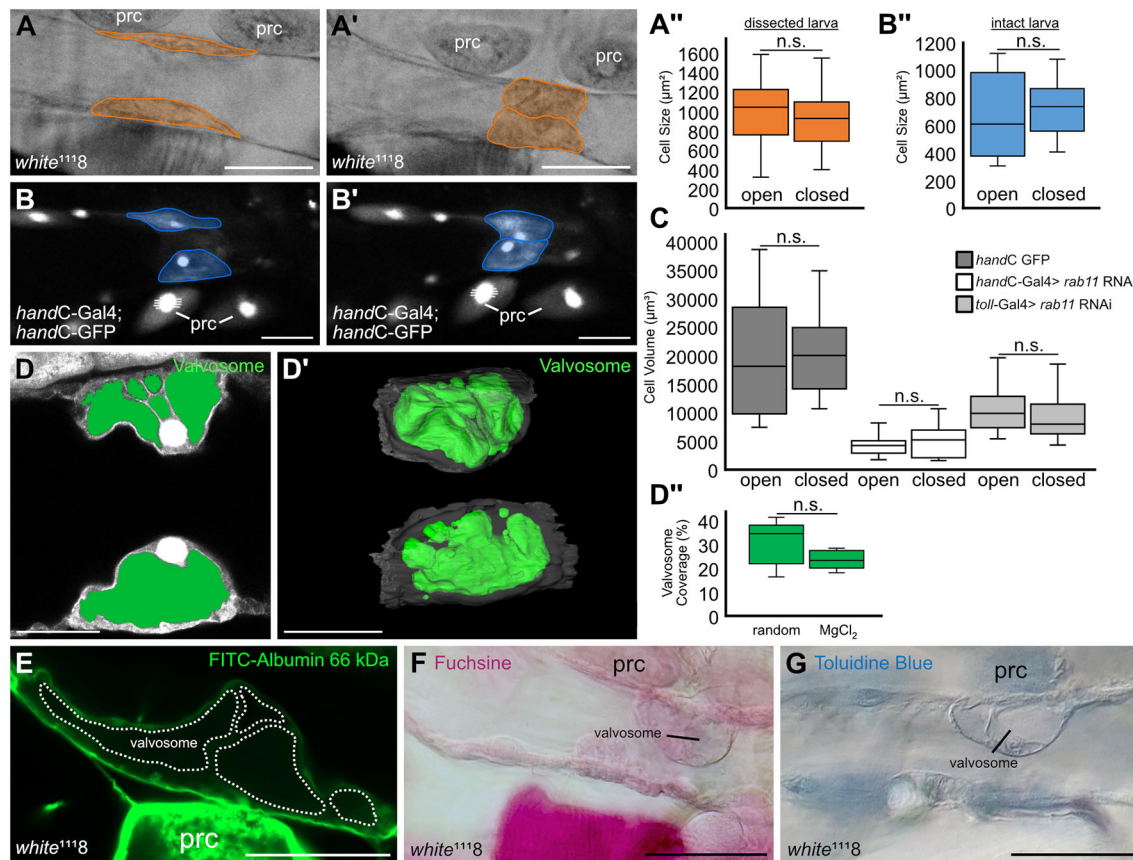 A
prc
prc
white¹¹¹8
A'
prc
prc
white¹¹¹8
A"
dissected larva
n.s.
Cell Size (µm²)
1600
1400
1200
1000
800
600
400
200
0
open closed
B"
intact larva
n.s.
Cell Size (µm²)
1200
1000
800
600
400
200
0
open closed
B
handC-Gal4;
handC-GFP
prc
B'
handC-Gal4;
handC-GFP
prc
C
Cell Volume (µm³)
40000
35000
30000
25000
20000
15000
10000
5000
0
n.s.
n.s.
n.s.
handC GFP
handC-Gal4> rab11 RNA
toll-Gal4> rab11 RNAi
open closed open closed open closed
D
Valvosome
D'
Valvosome
D"
Valvosome
Coverage (%)
40
30
20
10
0
n.s.
random MgCl₂
E
FITC-Albumin 66 kDa
valvosome
prc
white¹¹¹8
F Fuchsine
prc
valvosome
white¹¹¹8
G Toluidine Blue
prc
valvosome
white¹¹¹8